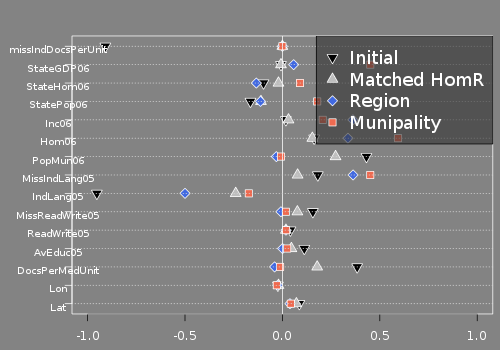 missIndDocsPerUnit
StateGDP06
StateHom06
StatePop06
Inc06
Hom06
PopMun06
MissIndLang05
IndLang05
MissReadWrite05
ReadWrite05
AvEduc05
DocsPerMedUnit
Lon
Lat
Initial
Matched HomR
Region
Munipality
-1.0 -0.5 0.0 0.5 1.0